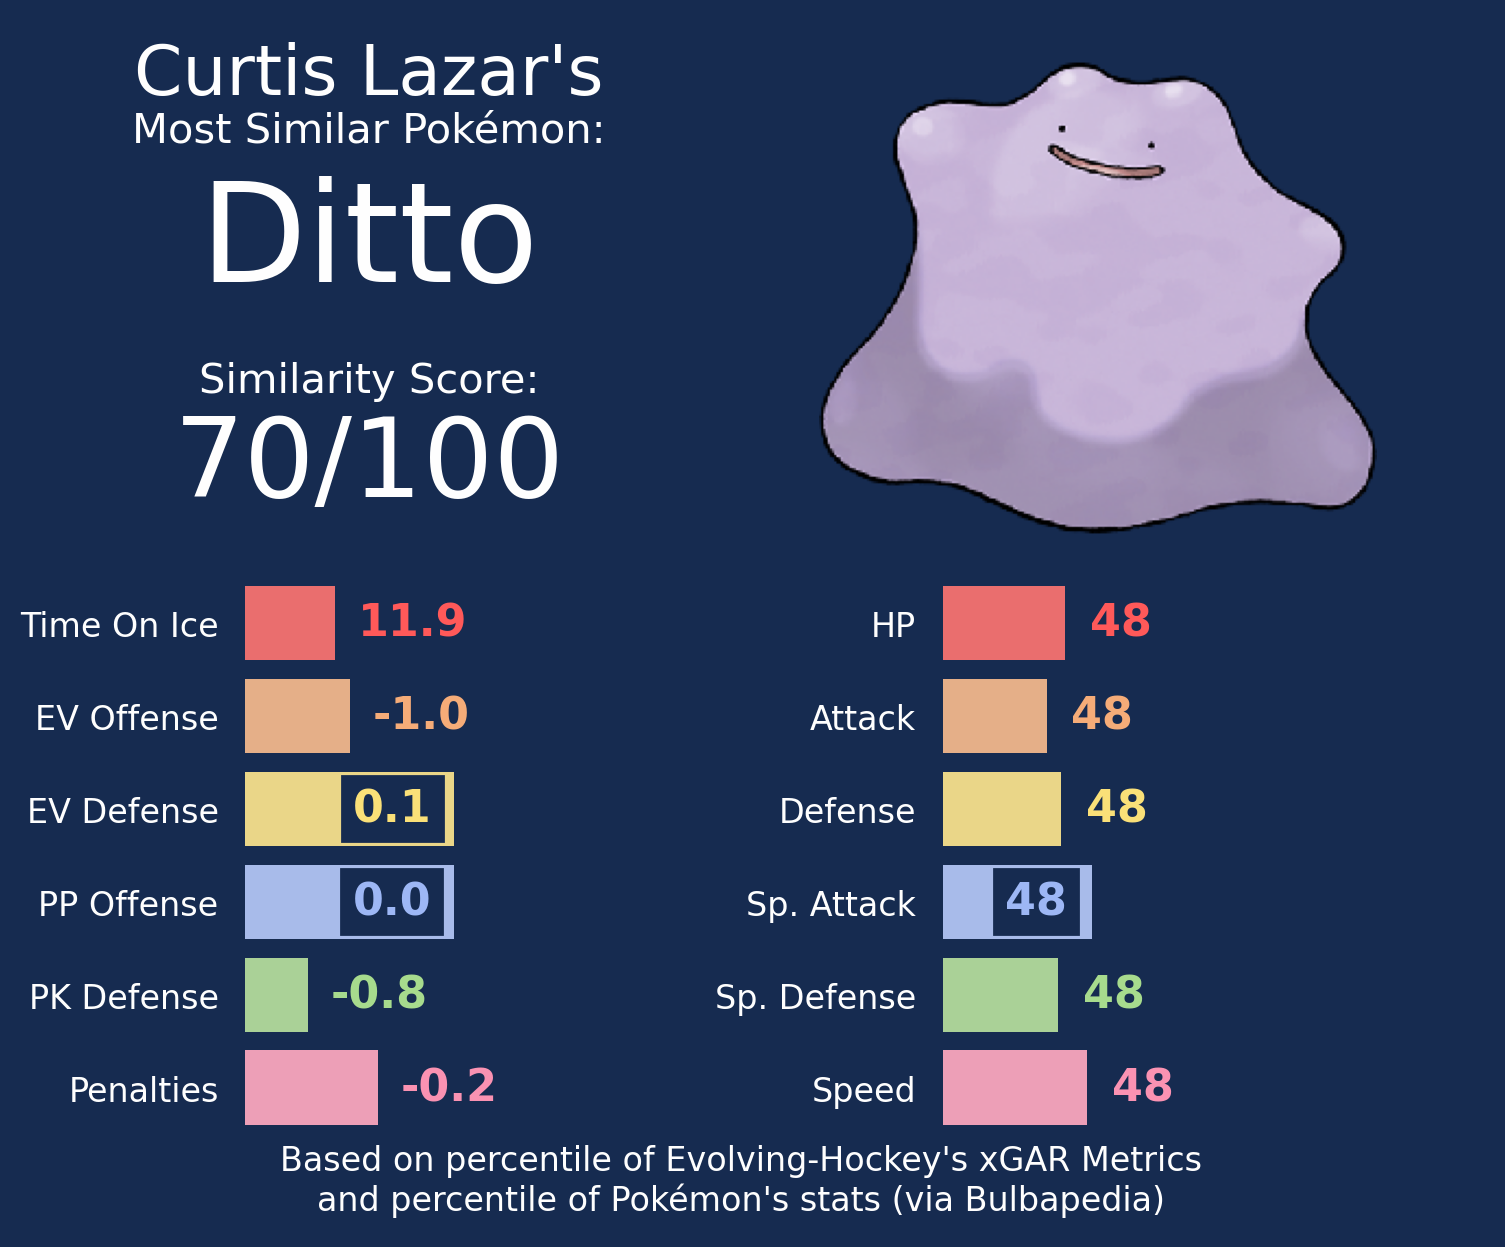 Curtis Lazar's
Most Similar Pokémon:
Ditto
Similarity Score:
70/100
Time On Ice 11.9
EV Offense -1.0
EV Defense 0.1
PP Offense 0.0
PK Defense -0.8
Penalties -0.2
HP 48
Attack 48
Defense 48
Sp. Attack 48
Sp. Defense 48
Speed 48
Based on percentile of Evolving-Hockey's xGAR Metrics
and percentile of Pokémon's stats (via Bulbapedia)